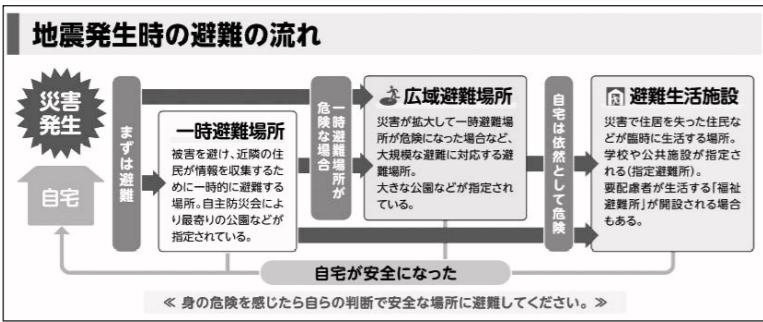 地震発生時の避難の流れ
災害
発生
自宅
まずは避難
一時避難場所
被害を避け、近隣の住
民が情報を収集するた
めに一時的に避難する
場所。自主防災会によ
り最寄りの公園などが
指定されている。
一時避難場所が
危険な場合
広域避難場所
災害が拡大して一時避難場
所が危険になった場合など、
大規模な避難に対応する避
難場所。
大きな公園などが指定され
ている。
自宅は依然として危険
避難生活施設
災害で住居を失った住民な
どが臨時に生活する場所。
学校や公共施設が指定さ
れる(指定避難所)。
要配慮者が生活する「福祉
避難所」が開設される場合
もある。
自宅が安全になった
≪ 身の危険を感じたら自らの判断で安全な場所に避難してください。≫